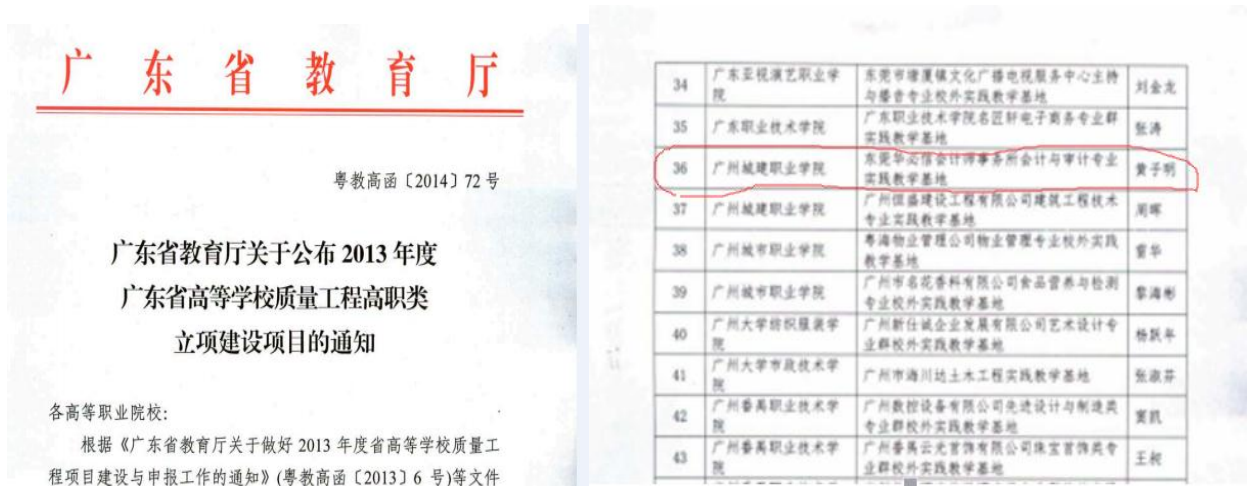 广东省教育厅
粤教高函〔2014〕72号
广东省教育厅关于公布 2013 年度
广东省高等学校质量工程高职类
立项建设项目的通知
各高等职业院校:
根据《广东省教育厅关于做好 2013 年度省高等学校质量工
程项目建设与申报工作的通知》(粤教高函〔2013〕6 号)等文件
34 广东亚视演艺职业学院 东莞市塘厦镇文化广播电视服务中心主持与播音专业校外实践教学基地 刘金龙
35 广东职业技术学院 广东职业技术学院名匠轩电子商务专业群实践教学基地 张涛
36 广州城建职业学院 东莞华必信会计师事务所会计与审计专业实践教学基地 黄子明
37 广州城建职业学院 广州恒盛建设工程有限公司建筑工程技术专业实践教学基地 周晖
38 广州城市职业学院 粤海物业管理公司物业管理专业校外实践教学基地 雷华
39 广州城市职业学院 广州市名花香料有限公司食品营养与检测专业校外实践教学基地 黎海彬
40 广州大学纺织服装学院 广州新仕诚企业发展有限公司艺术设计专业群校外实践教学基地 杨跃年
41 广州大学市政技术学院 广州市海川达土木工程实践教学基地 张淑芬
42 广州番禺职业技术学院 广州数控设备有限公司先进设计与制造类专业群校外实践教学基地 窦凯
43 广州番禺职业技术学院 广州番禺云光首饰有限公司珠宝首饰类专业群校外实践教学基地 王昶